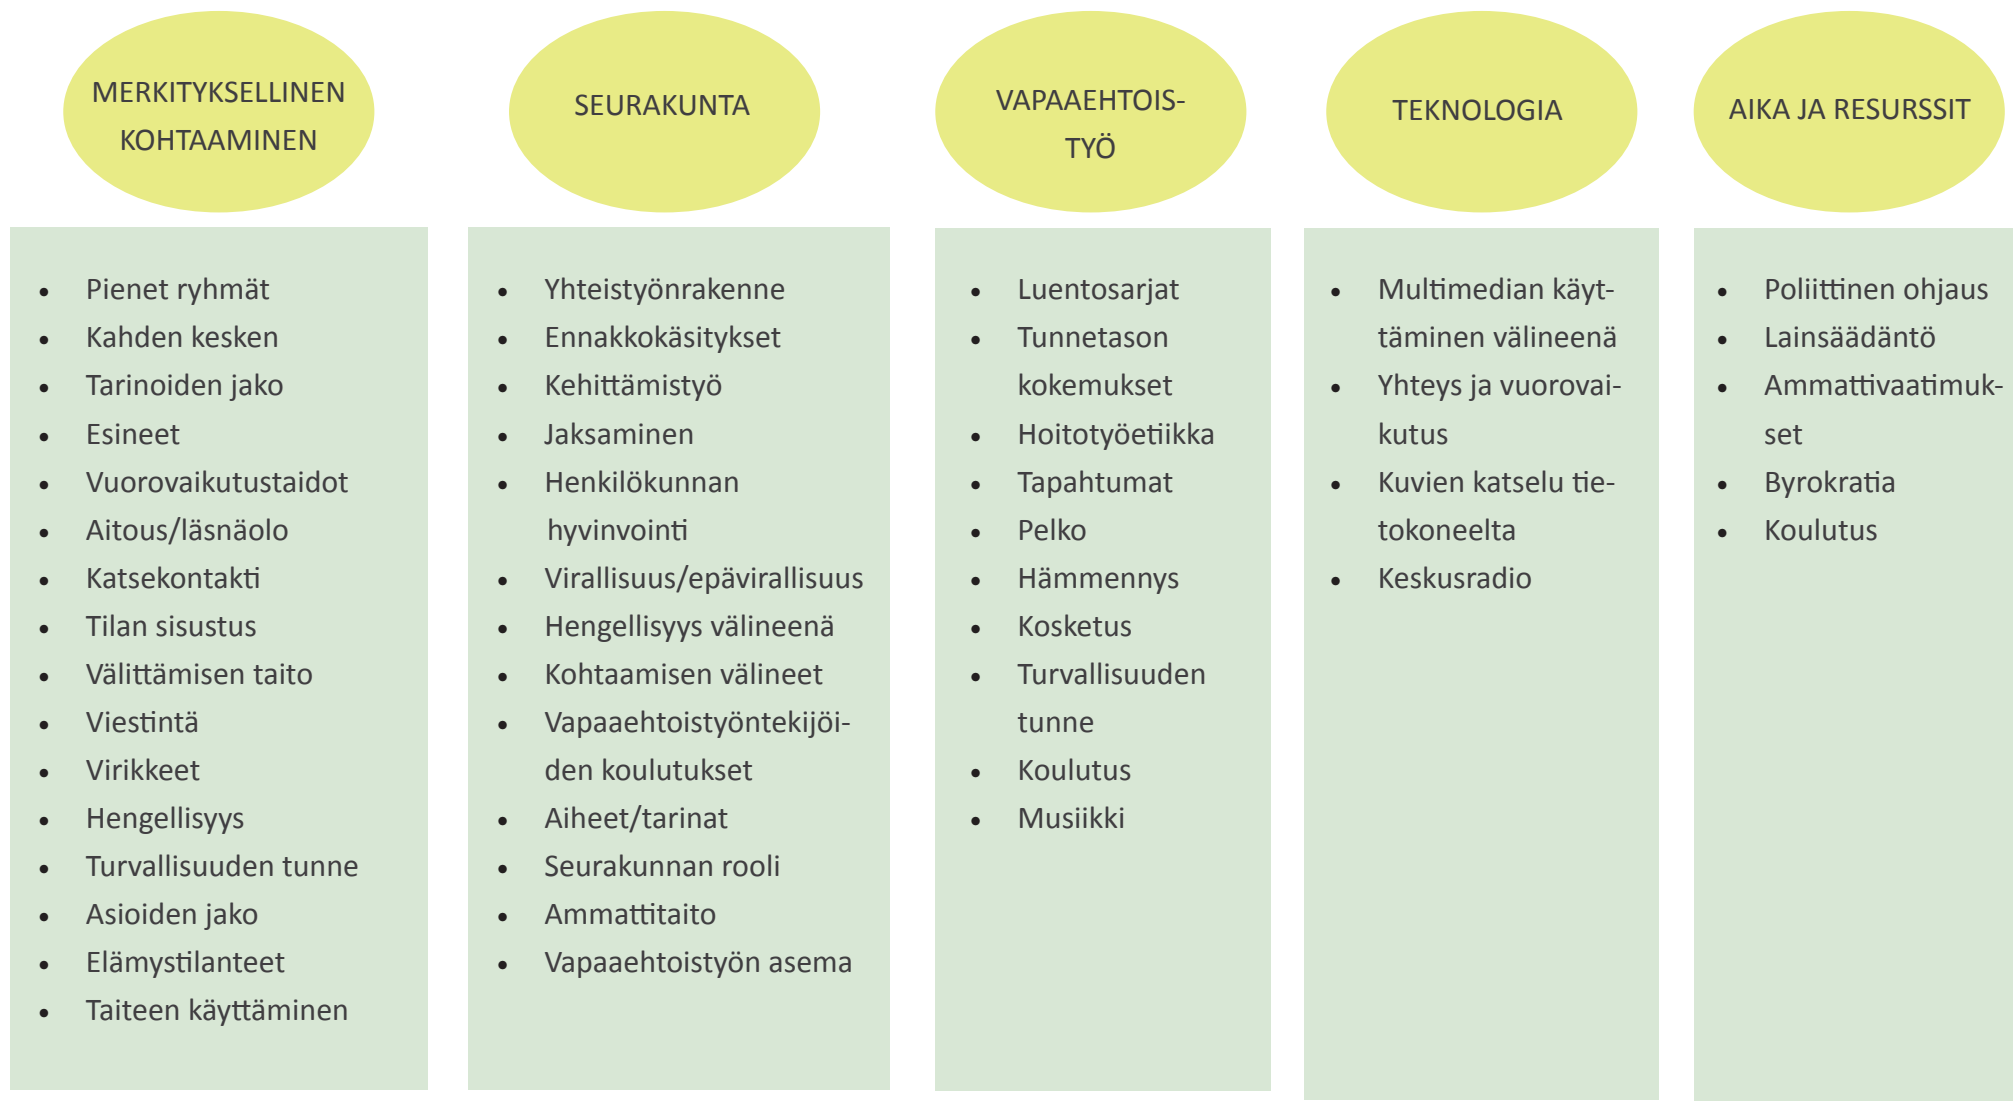 MERKITYKSELLINEN
KOHTAAMINEN
SEURAKUNTA
VAPAAEHTOIS-
TYÖ
TEKNOLOGIA
AIKA JA RESURSSIT
• Pienet ryhmät
• Kahden kesken
• Tarinoiden jako
• Esineet
• Vuorovaikutustaidot
• Aitous/läsnäolo
• Katsekontakti
• Tilan sisustus
• Välittämisen taito
• Viestintä
• Virikkeet
• Hengellisyys
• Turvallisuuden tunne
• Asioiden jako
• Elämystilanteet
• Taiteen käyttäminen
• Yhteistyönrakenne
• Ennakkokäsitykset
• Kehittämistyö
• Jaksaminen
• Henkilökunnan
hyvinvointi
• Virallisuus/epävirallisuus
• Hengellisyys välineenä
• Kohtaamisen välineet
• Vapaaehtoistyöntekijöi-
den koulutukset
• Aiheet/tarinat
• Seurakunnan rooli
• Ammattitaito
• Vapaaehtoistyön asema
• Luentosarjat
• Tunnetason
kokemukset
• Hoitotyöetiikka
• Tapahtumat
• Pelko
• Hämmennys
• Kosketus
• Turvallisuuden
tunne
• Koulutus
• Musiikki
• Multimedian käyt-
täminen välineenä
• Yhteys ja vuorovai-
kutus
• Kuvien katselu tie-
tokoneelta
• Keskusradio
• Poliittinen ohjaus
• Lainsäädäntö
• Ammattivaatimuk-
set
• Byrokratia
• Koulutus